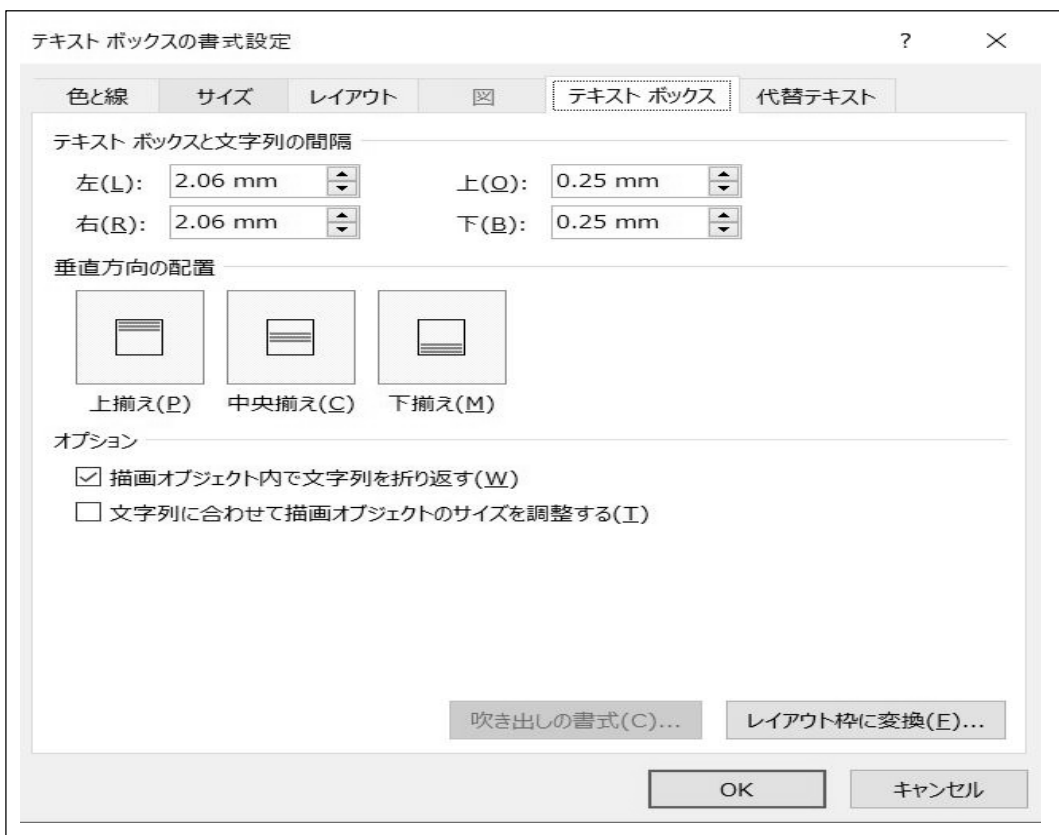 テキスト ボックスの書式設定 ?
色と線 サイズ レイアウト 図 テキスト ボックス 代替テキスト
テキスト ボックスと文字列の間隔
左(L): 2.06 mm 上(O): 0.25 mm
右(R): 2.06 mm 下(B): 0.25 mm
垂直方向の配置
上揃え(P) 中央揃え(C) 下揃え(M)
オプション
描画オブジェクト内で文字列を折り返す(W)
文字列に合わせて描画オブジェクトのサイズを調整する(T)
吹き出しの書式(C)... レイアウト枠に変換(F)...
OK キャンセル